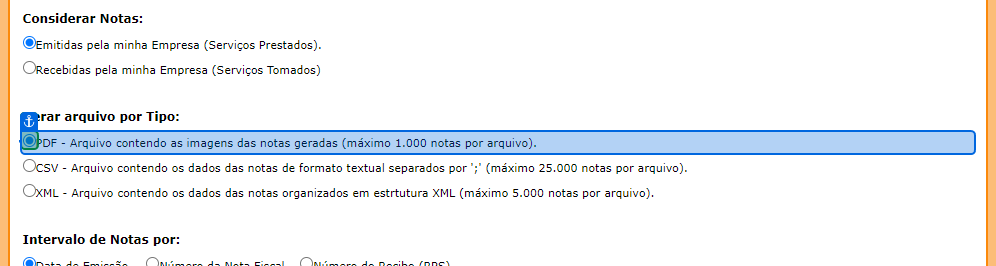 Considerar Notas:
Emitidas pela minha Empresa (Serviços Prestados).
Recebidas pela minha Empresa (Serviços Tomados)
erar arquivo por Tipo:
PDF - Arquivo contendo as imagens das notas geradas (máximo 1.000 notas por arquivo).
CSV - Arquivo contendo os dados das notas de formato textual separados por ';' (máximo 25.000 notas por arquivo).
XML - Arquivo contendo os dados das notas organizados em estrtutura XML (máximo 5.000 notas por arquivo).
Intervalo de Notas por:
Data de Emissão Número da Nota Fiscal Número do Recibo (RPS)